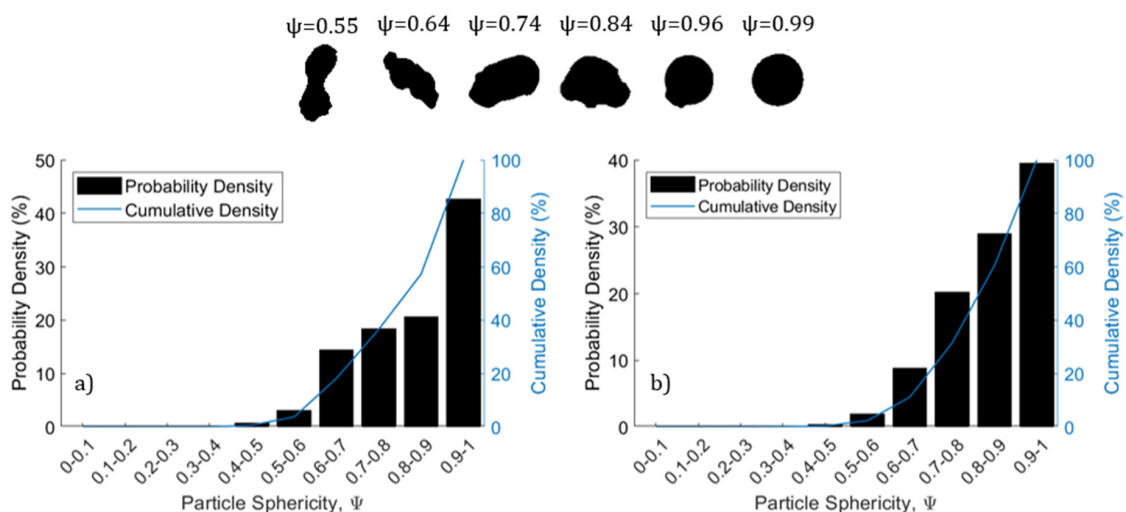 ψ=0.55 ψ=0.64 ψ=0.74 ψ=0.84 ψ=0.96 ψ=0.99
50
40
30
20
10
0
Probability Density (%)
Probability Density
Cumulative Density
a)
100
80
60
40
20
0
Cumulative Density (%)
0-0.1 0.1-0.2 0.2-0.3 0.3-0.4 0.4-0.5 0.5-0.6 0.6-0.7 0.7-0.8 0.8-0.9 0.9-1
Particle Sphericity, Ψ
40
30
20
10
0
Probability Density (%)
Probability Density
Cumulative Density
b)
100
80
60
40
20
0
Cumulative Density (%)
0-0.1 0.1-0.2 0.2-0.3 0.3-0.4 0.4-0.5 0.5-0.6 0.6-0.7 0.7-0.8 0.8-0.9 0.9-1
Particle Sphericity, Ψ